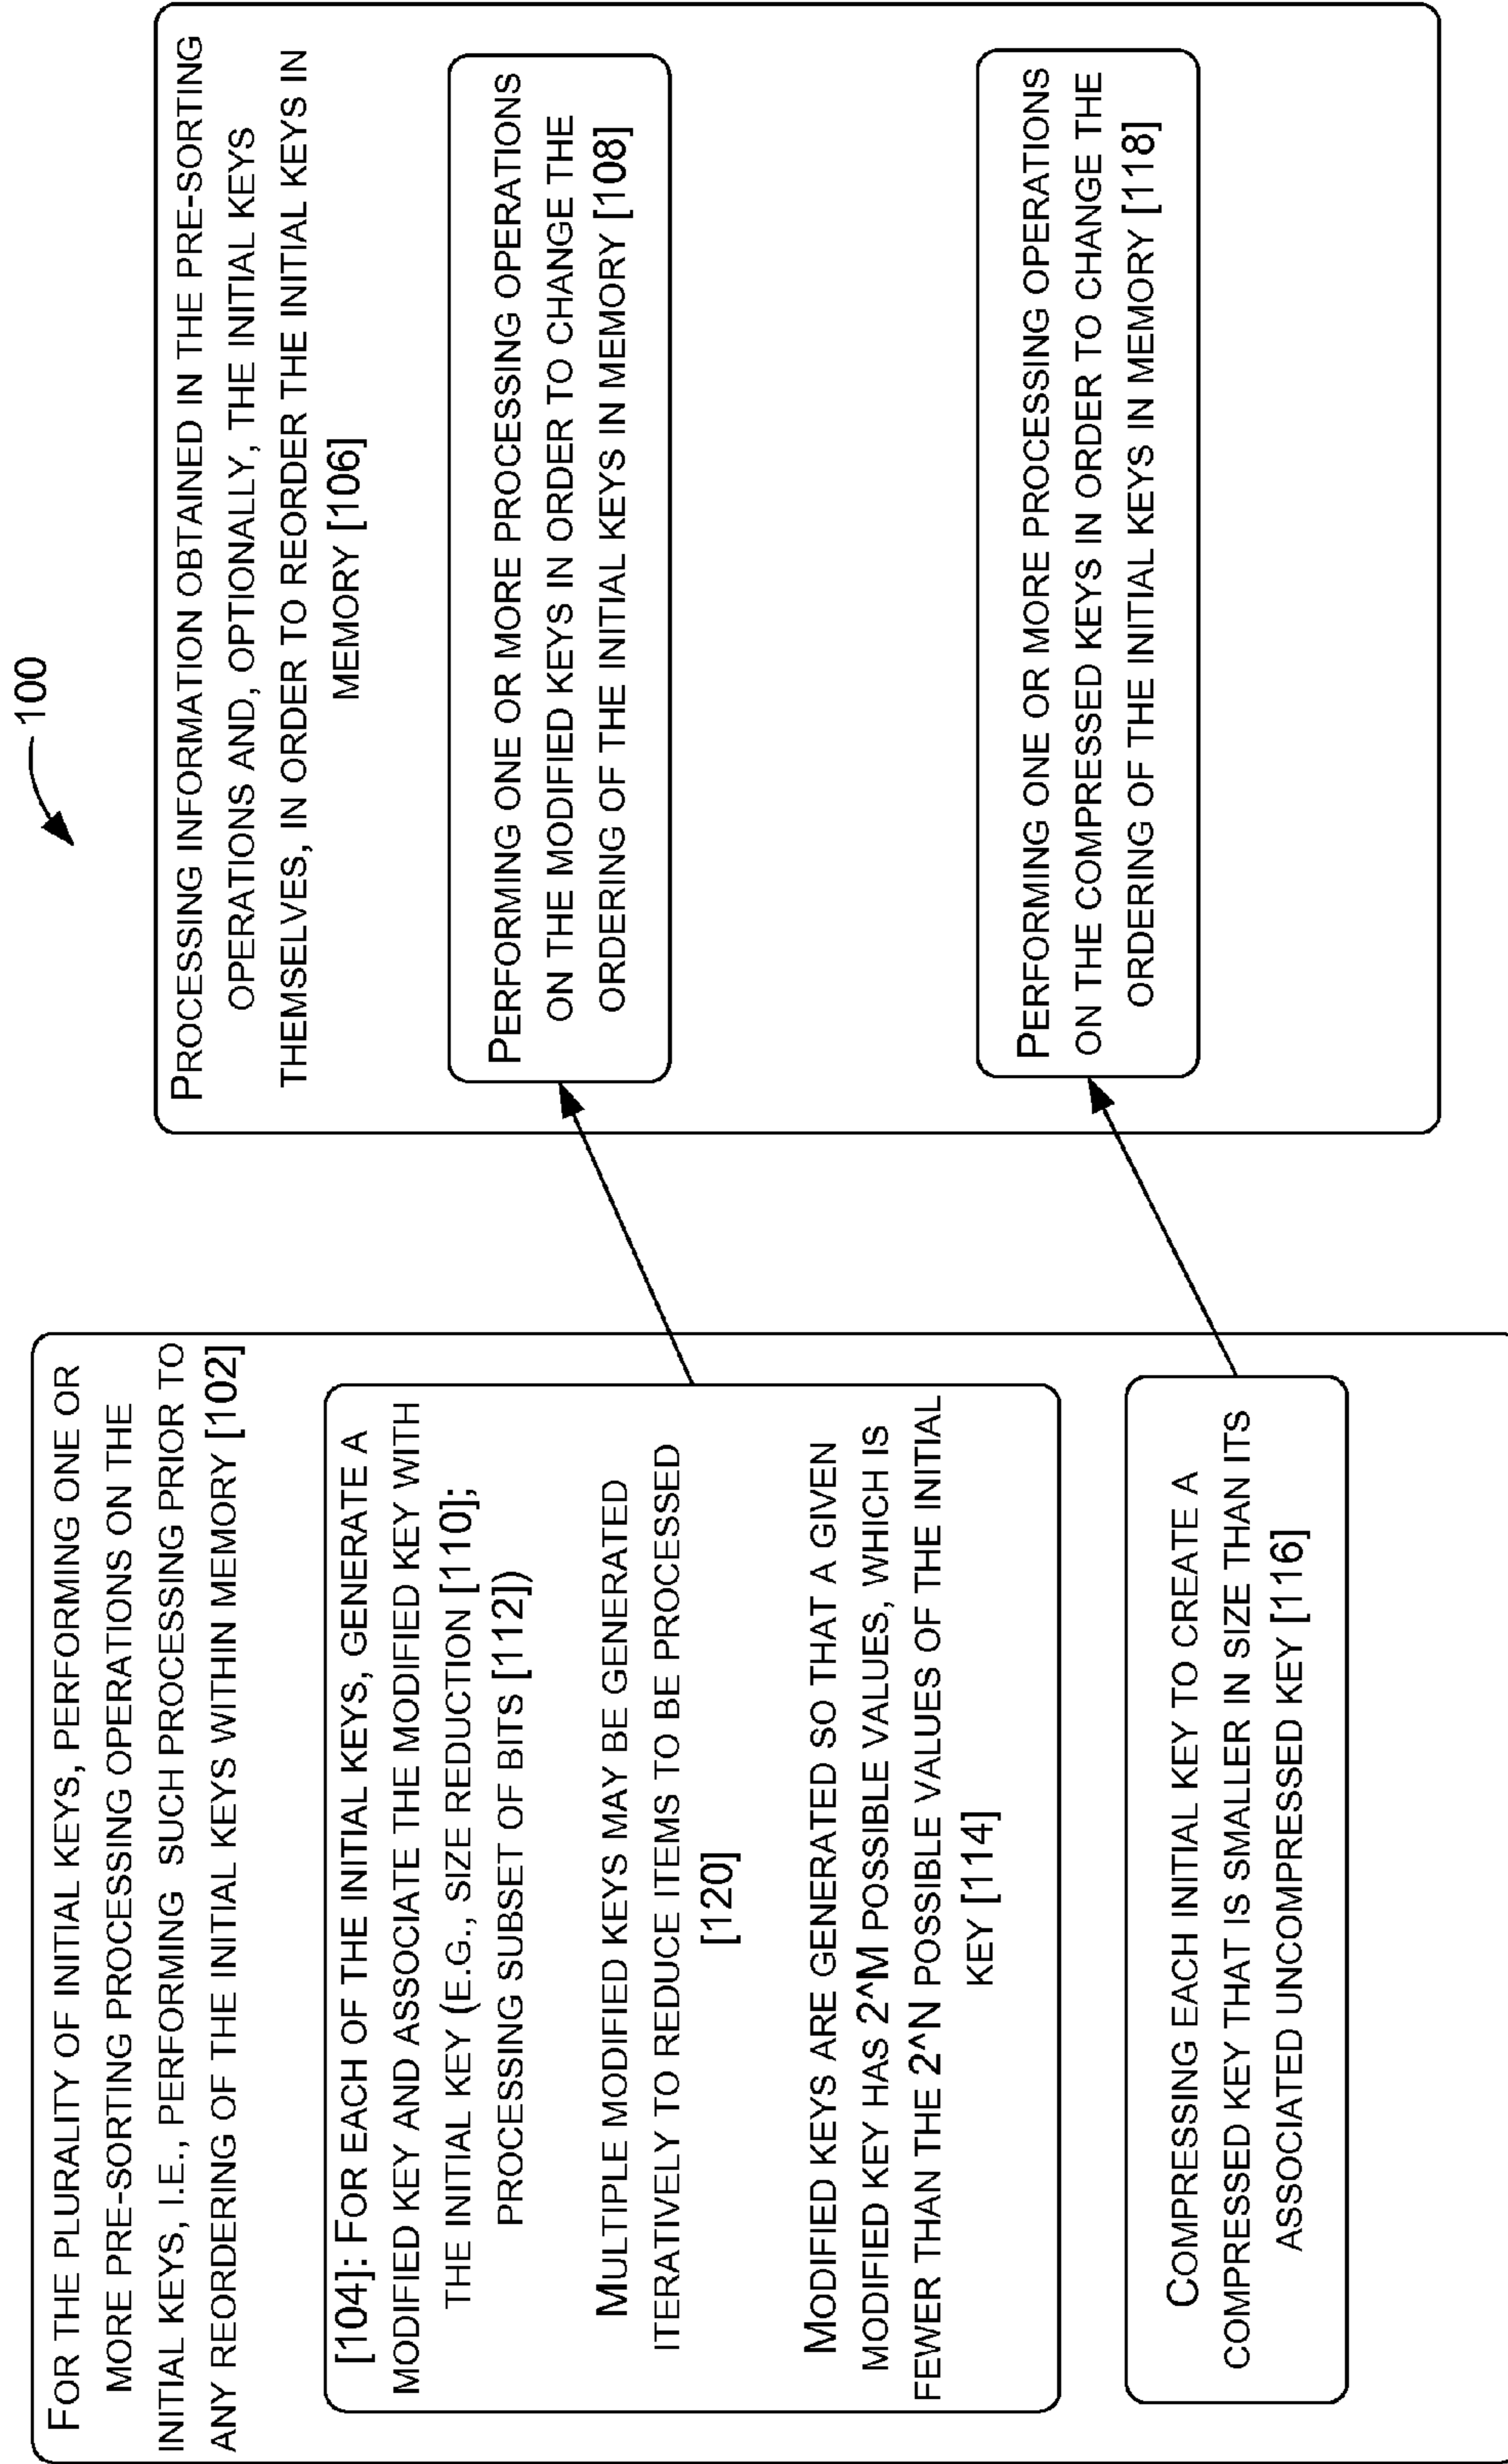 100
FOR THE PLURALITY OF INITIAL KEYS, PERFORMING ONE OR
MORE PRE-SORTING PROCESSING OPERATIONS ON THE
INITIAL KEYS, I.E., PERFORMING SUCH PROCESSING PRIOR TO
ANY REORDERING OF THE INITIAL KEYS WITHIN MEMORY [102]
[104]: FOR EACH OF THE INITIAL KEYS, GENERATE A
MODIFIED KEY AND ASSOCIATE THE MODIFIED KEY WITH
THE INITIAL KEY (E.G., SIZE REDUCTION [110];
PROCESSING SUBSET OF BITS [112])
MULTIPLE MODIFIED KEYS MAY BE GENERATED
ITERATIVELY TO REDUCE ITEMS TO BE PROCESSED
[120]
MODIFIED KEYS ARE GENERATED SO THAT A GIVEN
MODIFIED KEY HAS 2^M POSSIBLE VALUES, WHICH IS
FEWER THAN THE 2^N POSSIBLE VALUES OF THE INITIAL
KEY [114]
COMPRESSING EACH INITIAL KEY TO CREATE A
COMPRESSED KEY THAT IS SMALLER IN SIZE THAN ITS
ASSOCIATED UNCOMPRESSED KEY [116]
PROCESSING INFORMATION OBTAINED IN THE PRE-SORTING
OPERATIONS AND, OPTIONALLY, THE INITIAL KEYS
THEMSELVES, IN ORDER TO REORDER THE INITIAL KEYS IN
MEMORY [106]
PERFORMING ONE OR MORE PROCESSING OPERATIONS
ON THE MODIFIED KEYS IN ORDER TO CHANGE THE
ORDERING OF THE INITIAL KEYS IN MEMORY [108]
PERFORMING ONE OR MORE PROCESSING OPERATIONS
ON THE COMPRESSED KEYS IN ORDER TO CHANGE THE
ORDERING OF THE INITIAL KEYS IN MEMORY [118]